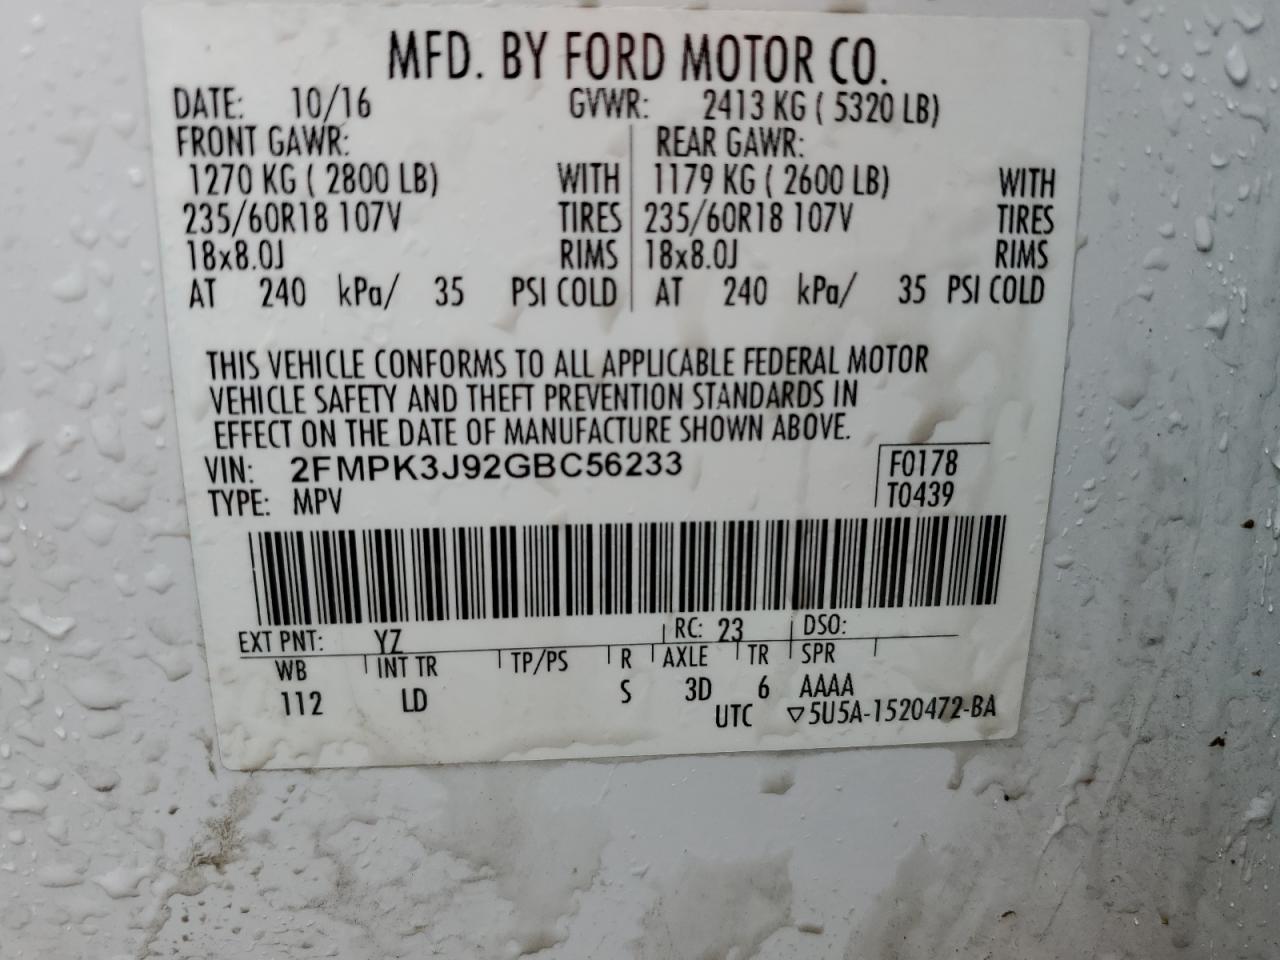 MFD. BY FORD MOTOR CO.
DATE: 10/16 GVWR: 2413 KG ( 5320 LB)
FRONT GAWR: REAR GAWR:
1270 KG ( 2800 LB) WITH 1179 KG ( 2600 LB) WITH
235/60R18 107V TIRES 235/60R18 107V TIRES
18x8.0J RIMS 18x8.0J RIMS
AT 240 kPa/ 35 PSI COLD AT 240 kPa/ 35 PSI COLD
THIS VEHICLE CONFORMS TO ALL APPLICABLE FEDERAL MOTOR
VEHICLE SAFETY AND THEFT PREVENTION STANDARDS IN
EFFECT ON THE DATE OF MANUFACTURE SHOWN ABOVE.
VIN: 2FMPK3J92GBC56233 F0178
TYPE: MPV T0439
EXT PNT: YZ RC: 23 DSO:
WB INT TR TP/PS R AXLE TR SPR
112 LD S 3D 6 AAAA
UTC ▽5U5A-1520472-BA